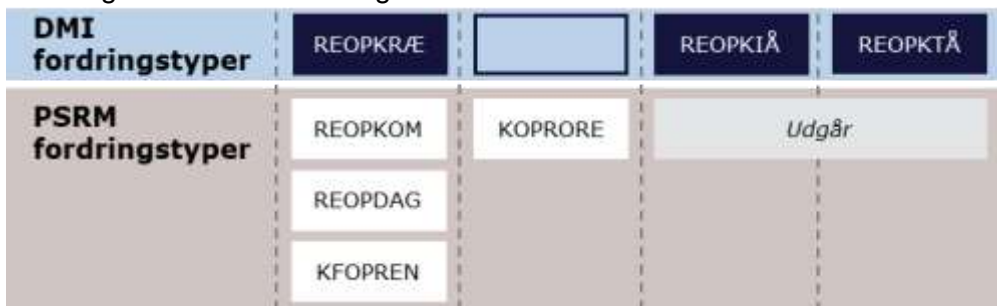 DMI
fordringstyper
REOPKRÆ
REOPKIÅ
REOPKTÅ
PSRM
fordringstyper
REOPKOM
KOPRORE
Udgår
REOPDAG
KFOPREN